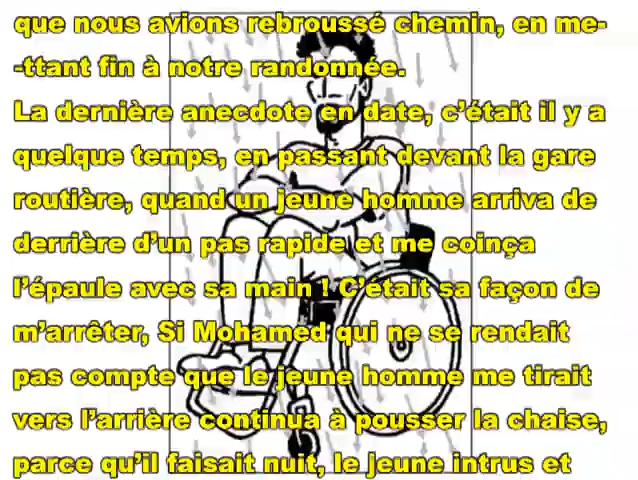 que nous avions rebroussé chemin, en me-
-ttant fin à notre randonnée.
La dernière anecdote en date, c'était il y a
quelque temps, en passant devant la gare
routière, quand un jeune homme arriva de
derrière d'un pas rapide et me coinça
l'épaule avec sa main ! C'était sa façon de
m'arrêter, Si Mohamed qui ne se rendait
pas compte que le jeune homme me tirait
vers l'arrière continua à pousser la chaise,
parce qu'il faisait nuit, le jeune intrus et